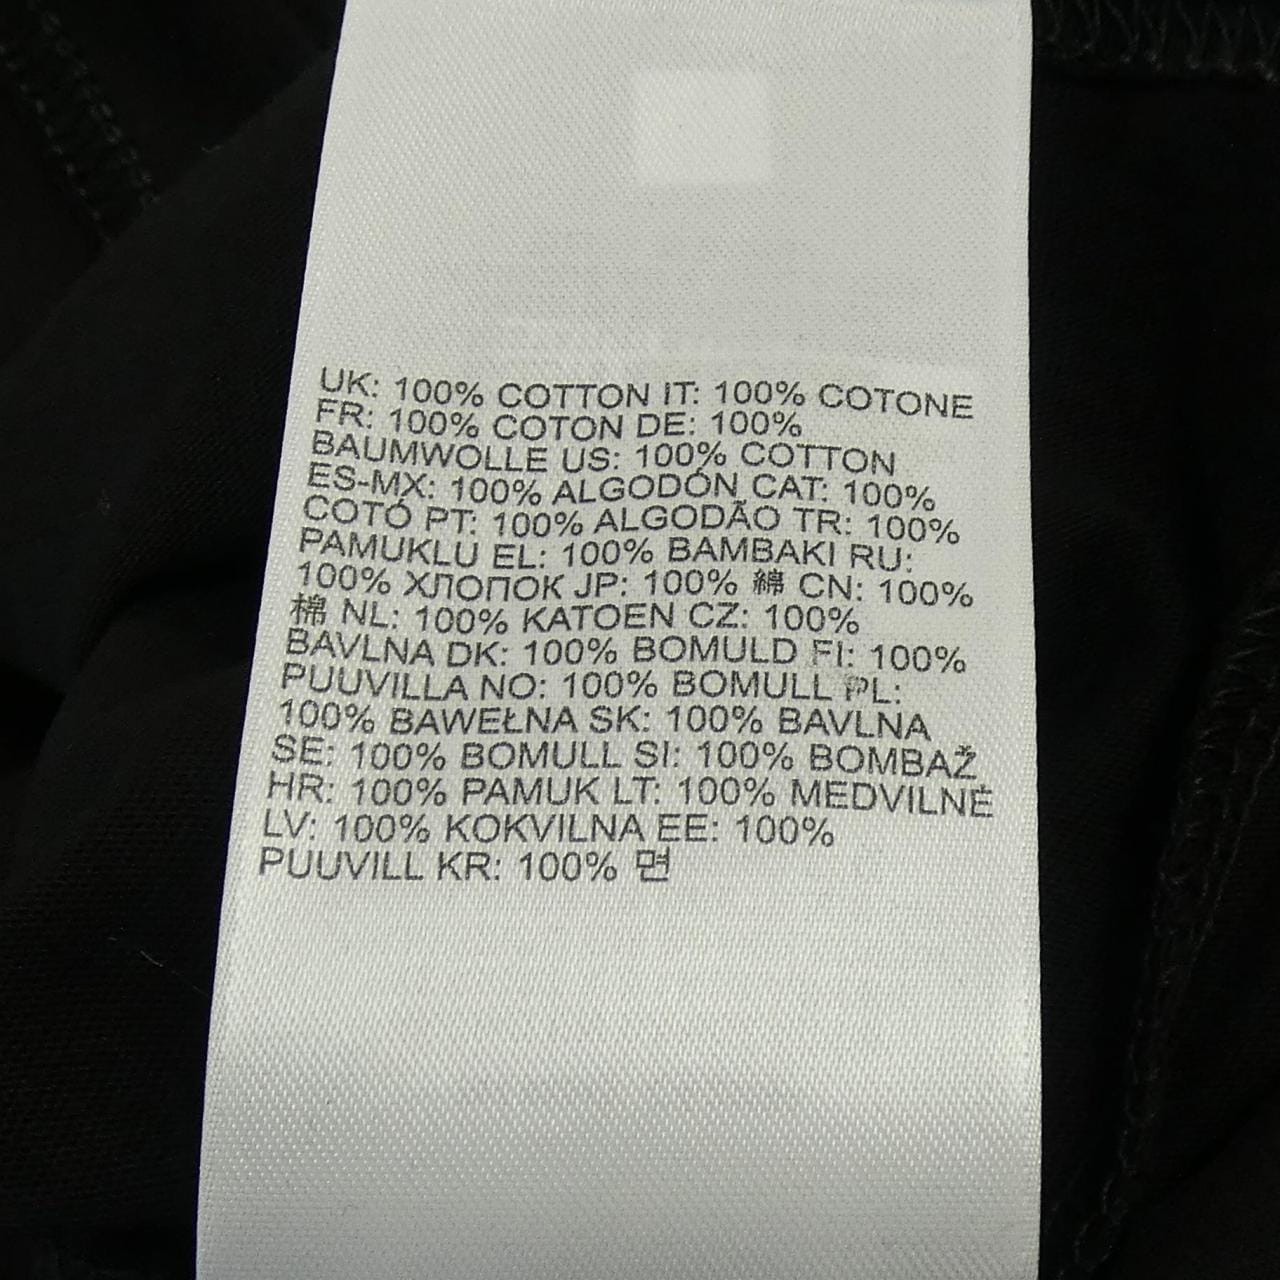 UK: 100% COTTON IT: 100% COTONE
FR: 100% COTON DE: 100%
BAUMWOLLE US: 100% COTTON
ES-MX: 100% ALGODÓN CAT: 100%
COTÓ PT: 100% ALGODÃO TR: 100%
PAMUKLU EL: 100% BAMBAKI RU:
100% ХЛОПОК JP: 100% 綿 CN: 100%
棉 NL: 100% KATOEN CZ: 100%
BAVLNA DK: 100% BOMULD FI: 100%
PUUVILLA NO: 100% BOMULL PL:
100% BAWEŁNA SK: 100% BAVLNA
SE: 100% BOMULL SI: 100% BOMBAŽ
HR: 100% PAMUK LT: 100% MEDVILNĖ
LV: 100% KOKVILNA EE: 100%
PUUVILL KR: 100% 면